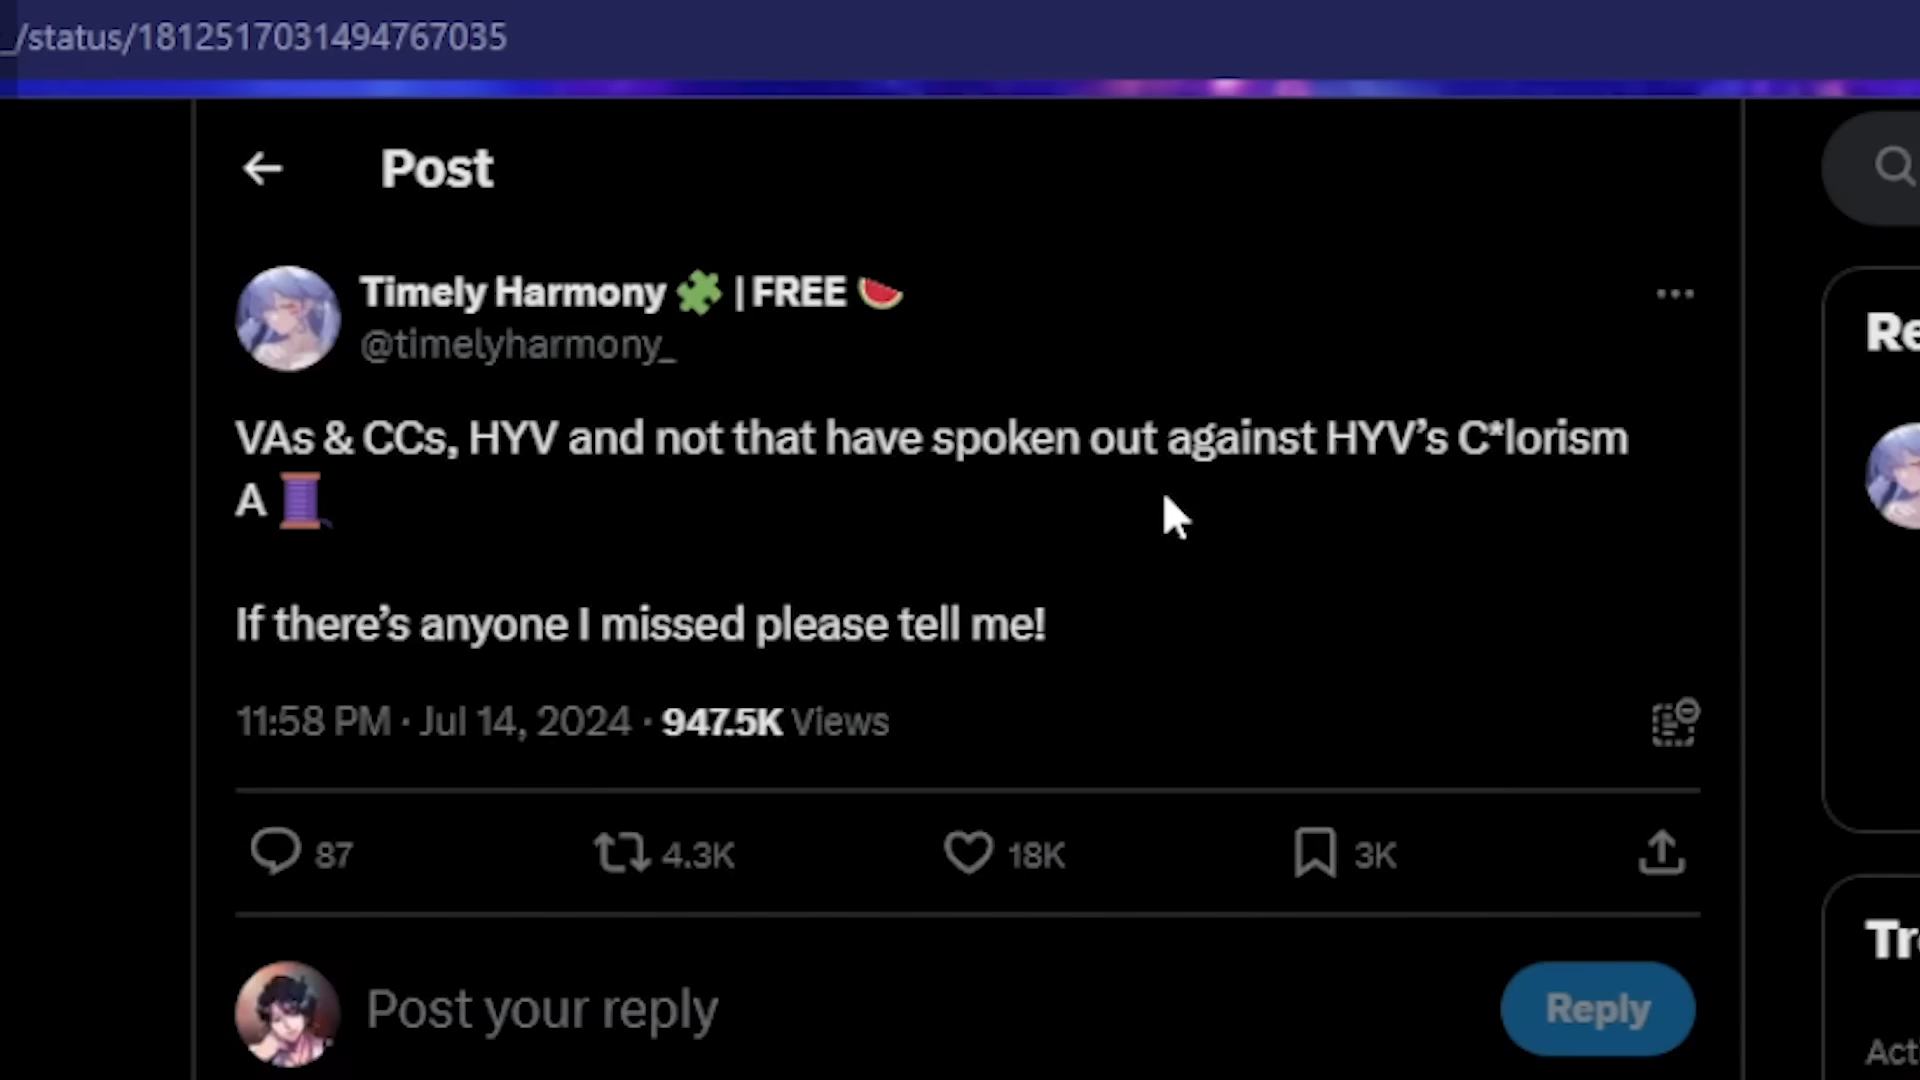 _/status/1812517031494767035
Post
Timely Harmony 🧩 | FREE 🍉
@timelyharmony_
VAs & CCs, HYV and not that have spoken out against HYV’s C*lorism
A 🧵
If there’s anyone I missed please tell me!
11:58 PM · Jul 14, 2024 · 947.5K Views
87 4.3K 18K 3K
Post your reply
Reply
Re
Tr
Act